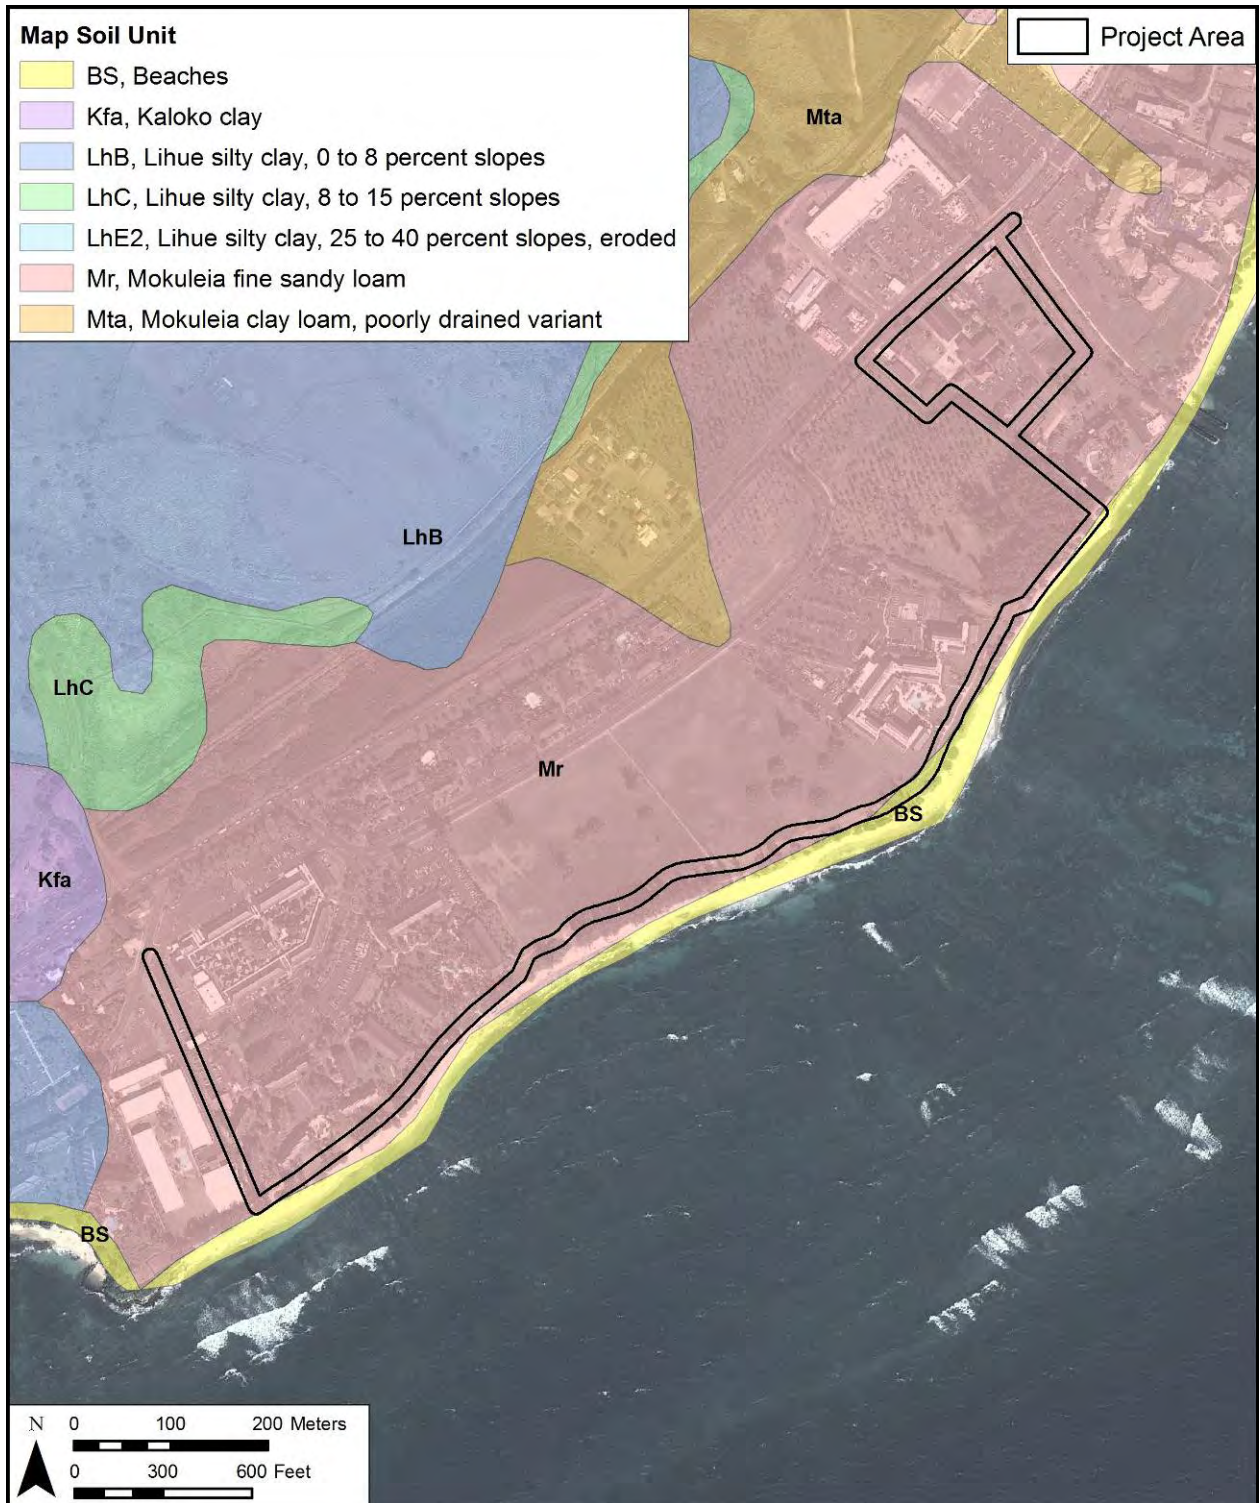 Map Soil Unit
BS, Beaches
Kfa, Kaloko clay
LhB, Lihue silty clay, 0 to 8 percent slopes
LhC, Lihue silty clay, 8 to 15 percent slopes
LhE2, Lihue silty clay, 25 to 40 percent slopes, eroded
Mr, Mokuleia fine sandy loam
Mta, Mokuleia clay loam, poorly drained variant
Project Area
Mta
LhB
LhC
Mr
BS
Kfa
BS
N 0 100 200 Meters
0 300 600 Feet